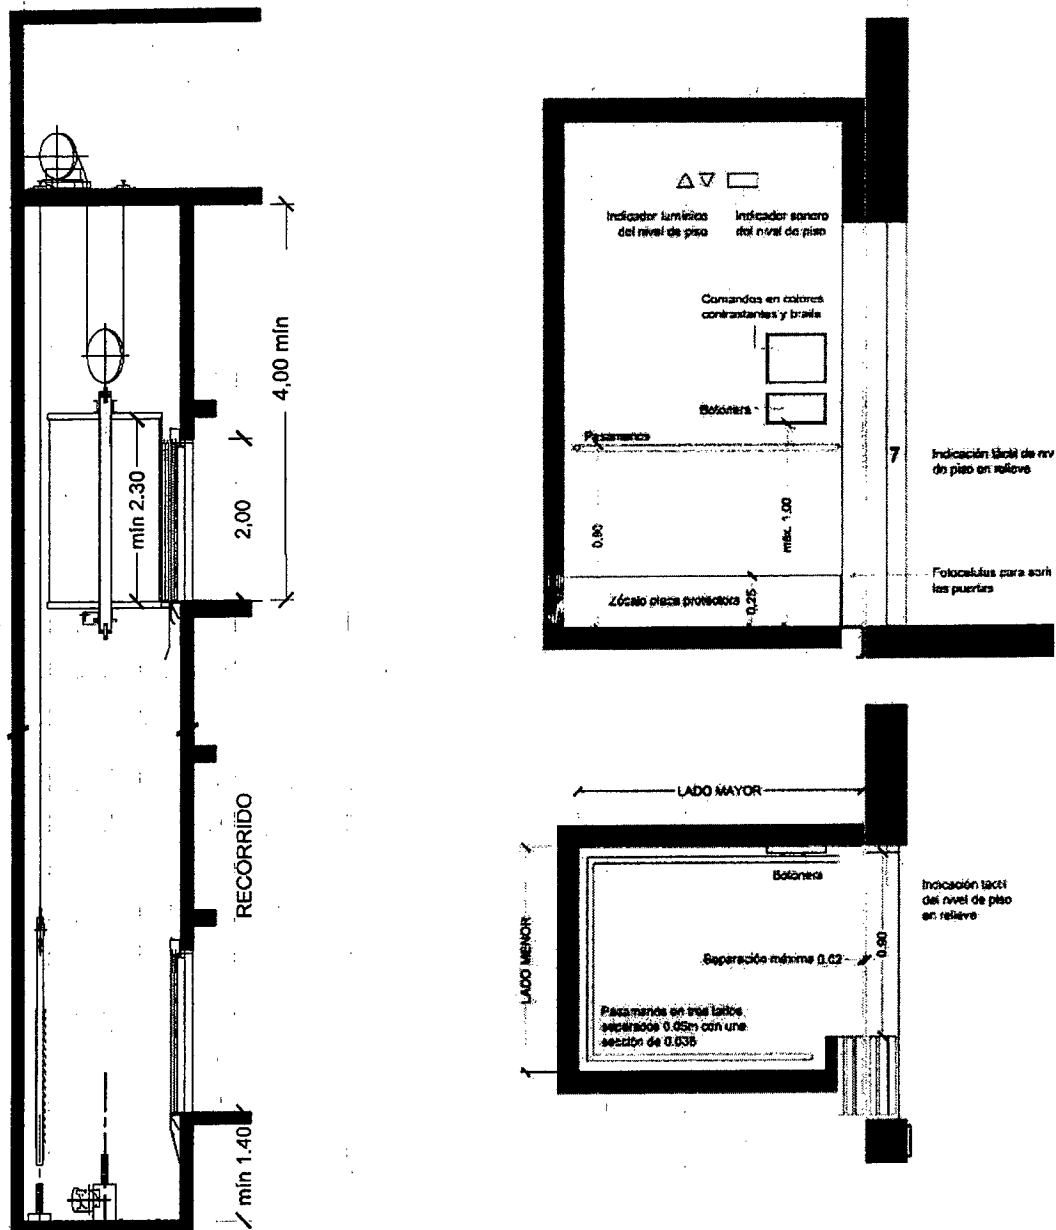 4,00 mín
mín 2.30
2,00
RECORRIDO
mín 1.40
Indicador lumínico
del nivel de piso
Indicador sonoro
del nivel de piso
Comandos en colores
contrastantes y braile
Botonera
Pasamanos
7
Indicación táctil de niv
de piso en relieve
0.90
máx. 1.00
Fotocelulas para abrir
las puertas
Zócalo placa protectora
0,25
LADO MAYOR
LADO MENOR
Botonera
Indicación táctil
del nivel de piso
en relieve
0.90
Separación máxima 0.02
Pasamanos en tres lados
separados 0.05m con una
sección de 0.035